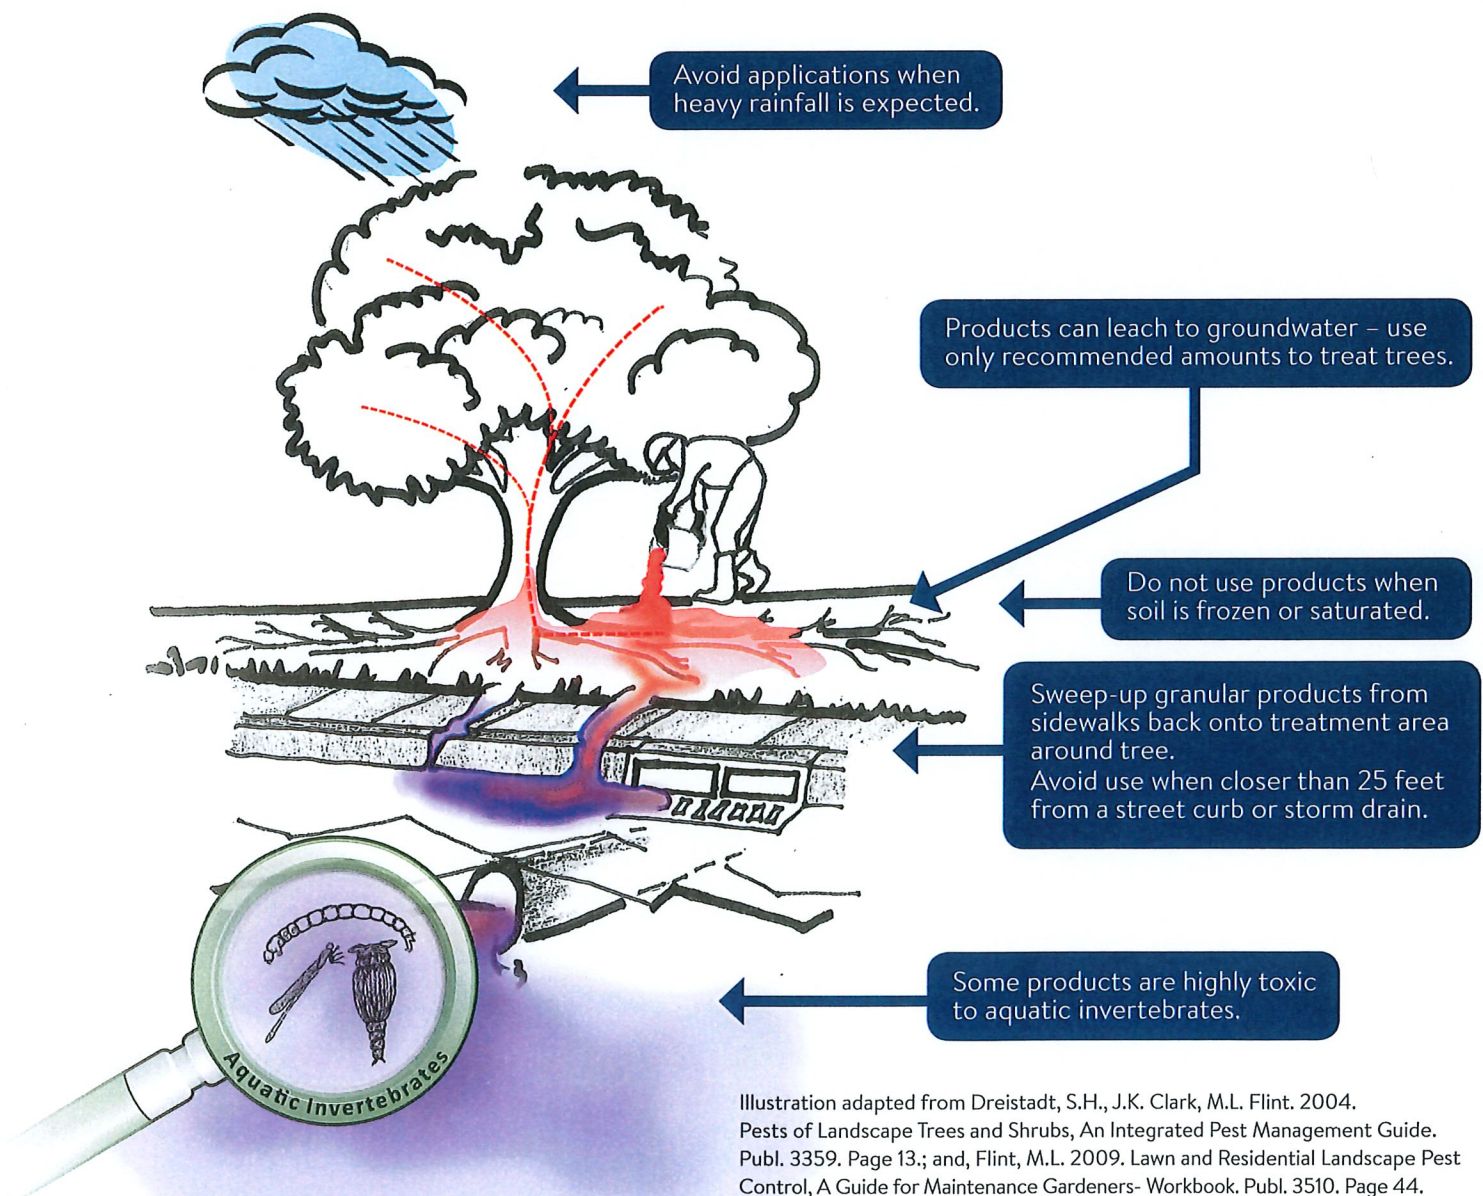 Avoid applications when
heavy rainfall is expected.
Products can leach to groundwater – use
only recommended amounts to treat trees.
Do not use products when
soil is frozen or saturated.
Sweep-up granular products from
sidewalks back onto treatment area
around tree.
Avoid use when closer than 25 feet
from a street curb or storm drain.
Some products are highly toxic
to aquatic invertebrates.
Aquatic Invertebrates
Illustration adapted from Dreistadt, S.H., J.K. Clark, M.L. Flint. 2004.
Pests of Landscape Trees and Shrubs, An Integrated Pest Management Guide.
Publ. 3359. Page 13.; and, Flint, M.L. 2009. Lawn and Residential Landscape Pest
Control, A Guide for Maintenance Gardeners- Workbook. Publ. 3510. Page 44.